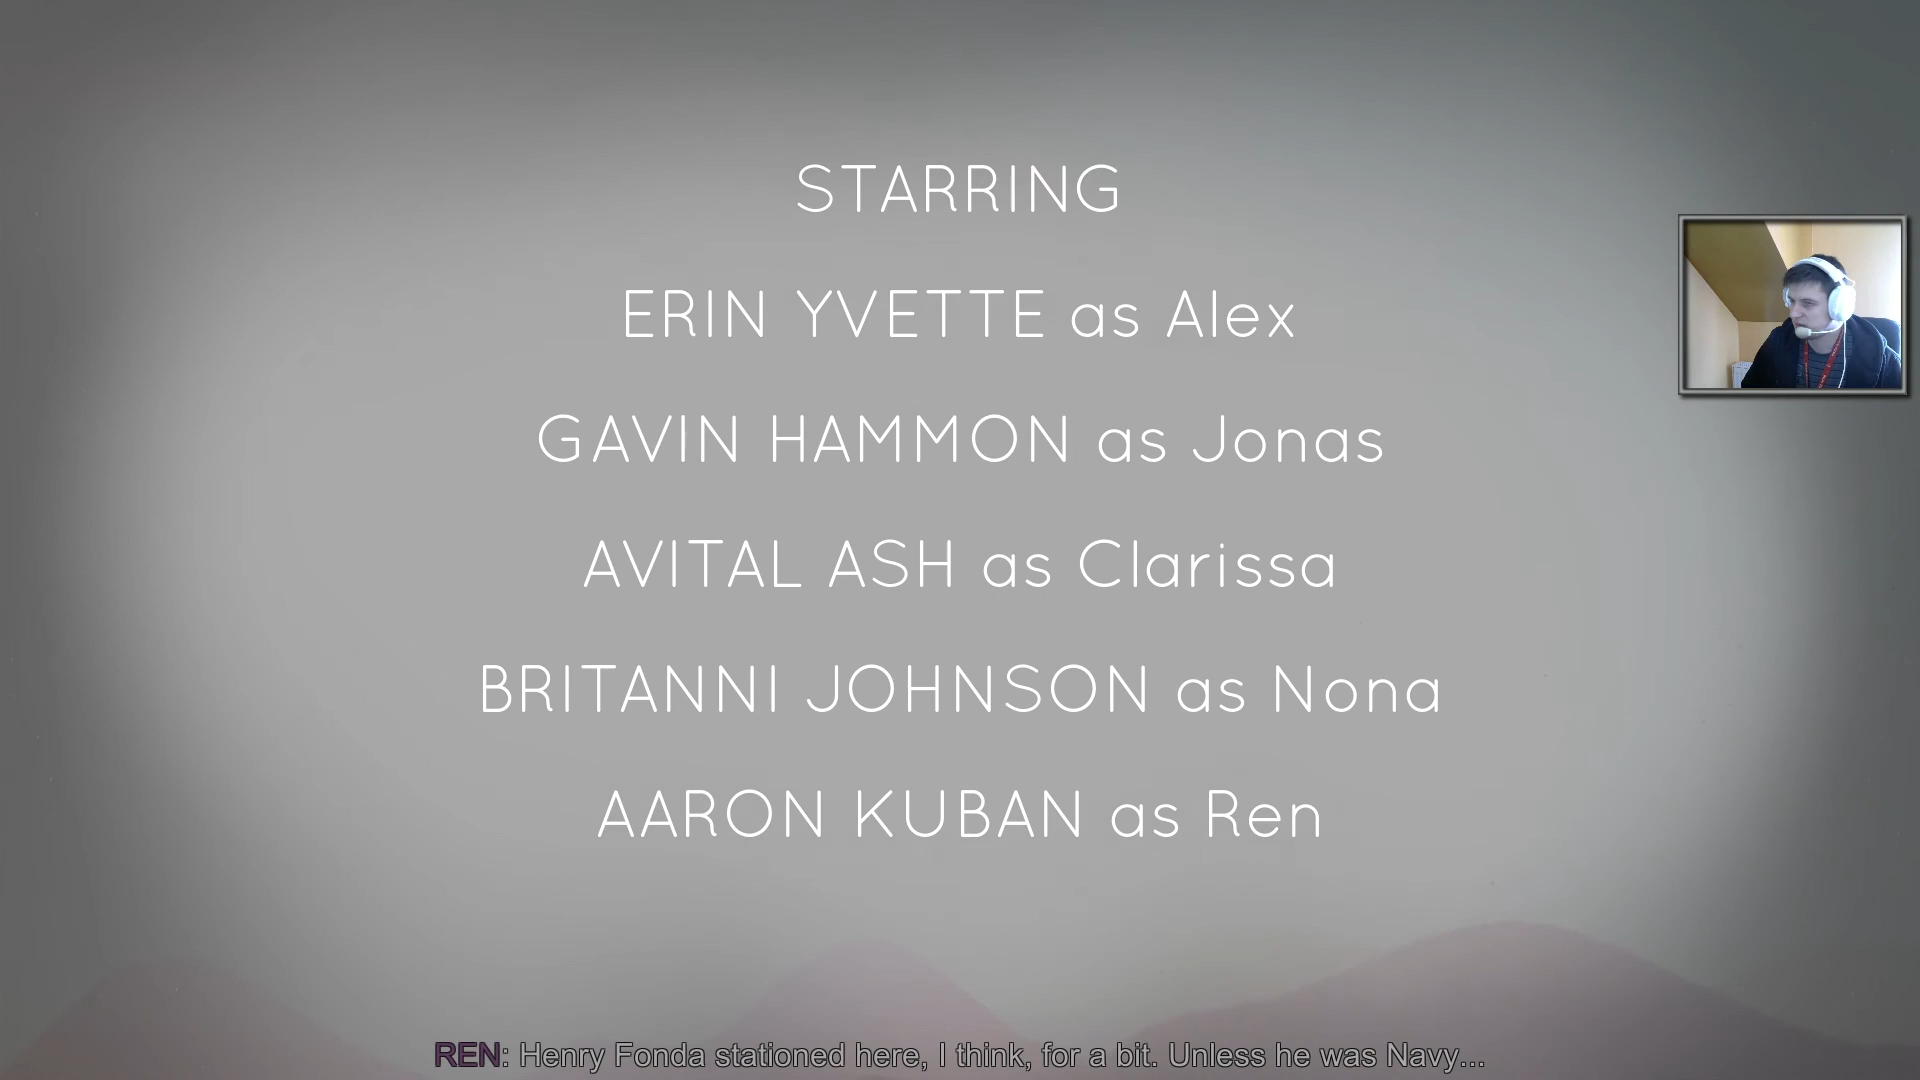 STARRING
ERIN YVETTE as Alex
GAVIN HAMMON as Jonas
AVITAL ASH as Clarissa
BRITANNI JOHNSON as Nona
AARON KUBAN as Ren
REN: Henry Fonda stationed here, I think, for a bit. Unless he was Navy...